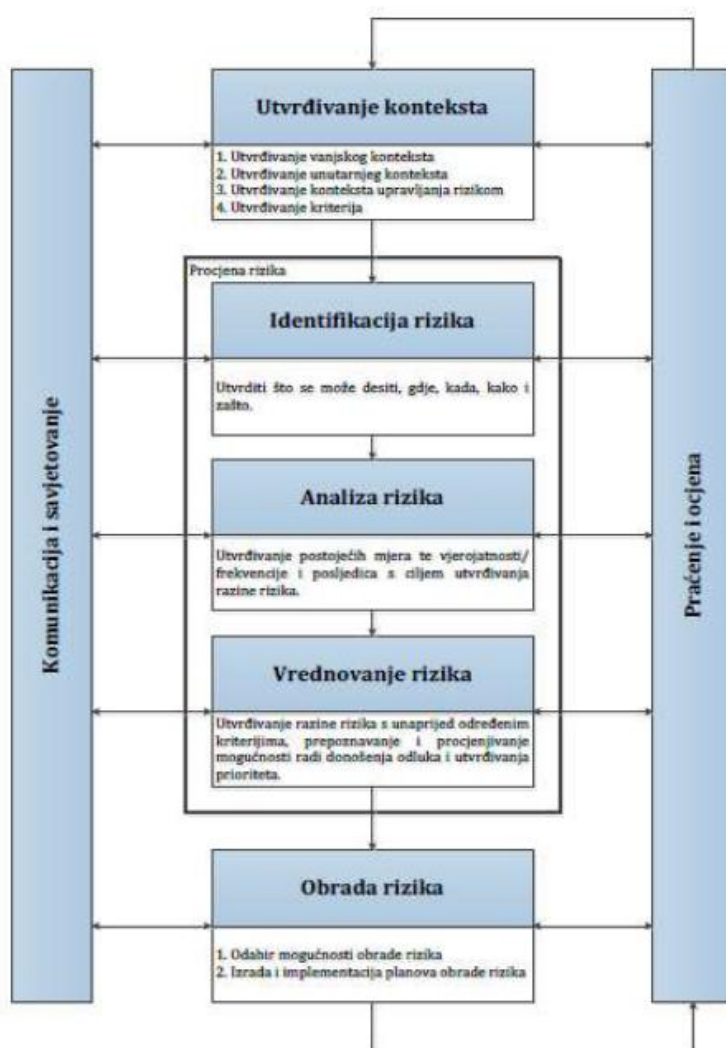 Utvrđivanje konteksta
1. Utvrđivanje vanjskog konteksta
2. Utvrđivanje unutarnjeg konteksta
3. Utvrđivanje konteksta upravljanja rizikom
4. Utvrđivanje kriterija
Procjena rizika
Identifikacija rizika
Utvrditi što se može desiti, gdje, kada, kako i
zašto.
Analiza rizika
Utvrđivanje postojećih mjera te vjerojatnosti/
frekvencije i posljedica s ciljem utvrđivanja
razine rizika.
Vrednovanje rizika
Utvrđivanje razine rizika s unaprijed određenim
kriterijima, prepoznavanje i procjenjivanje
mogućnosti radi donošenja odluka i utvrđivanja
prioriteta.
Obrada rizika
1. Odabir mogućnosti obrade rizika
2. Izrada i implementacija planova obrade rizika
Komunikacija i savjetovanje
Praćenje i ocjena